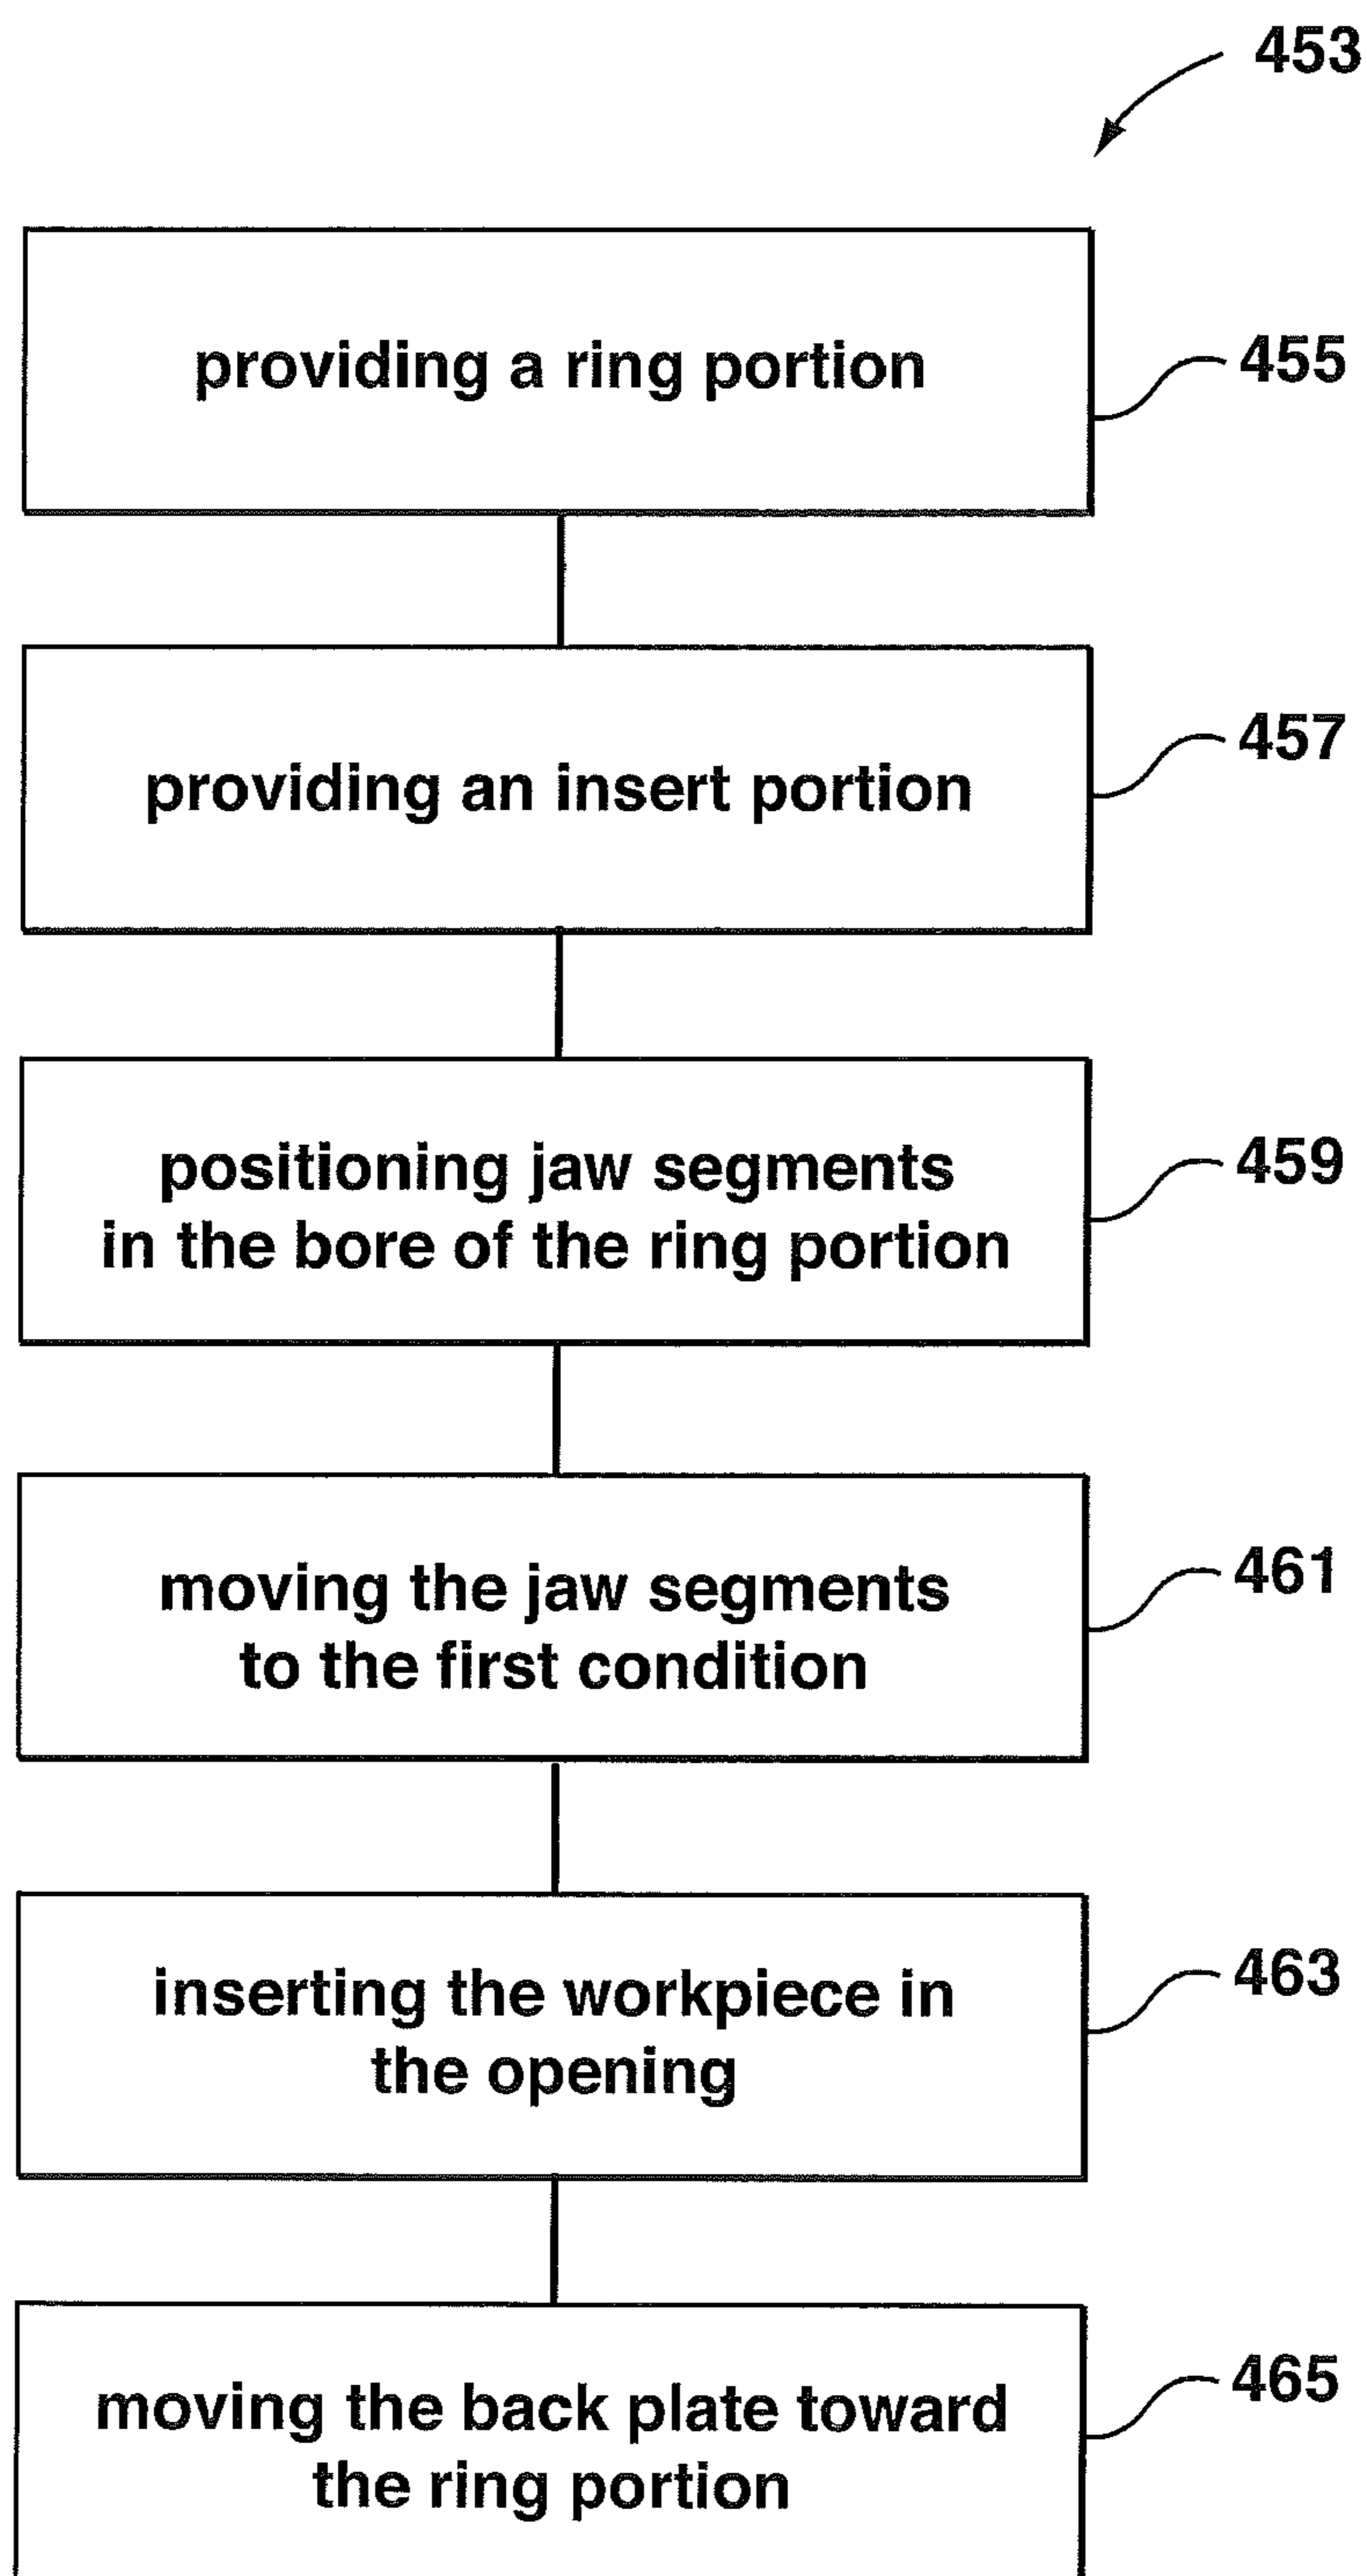 453
providing a ring portion
455
providing an insert portion
457
positioning jaw segments
in the bore of the ring portion
459
moving the jaw segments
to the first condition
461
inserting the workpiece in
the opening
463
moving the back plate toward
the ring portion
465